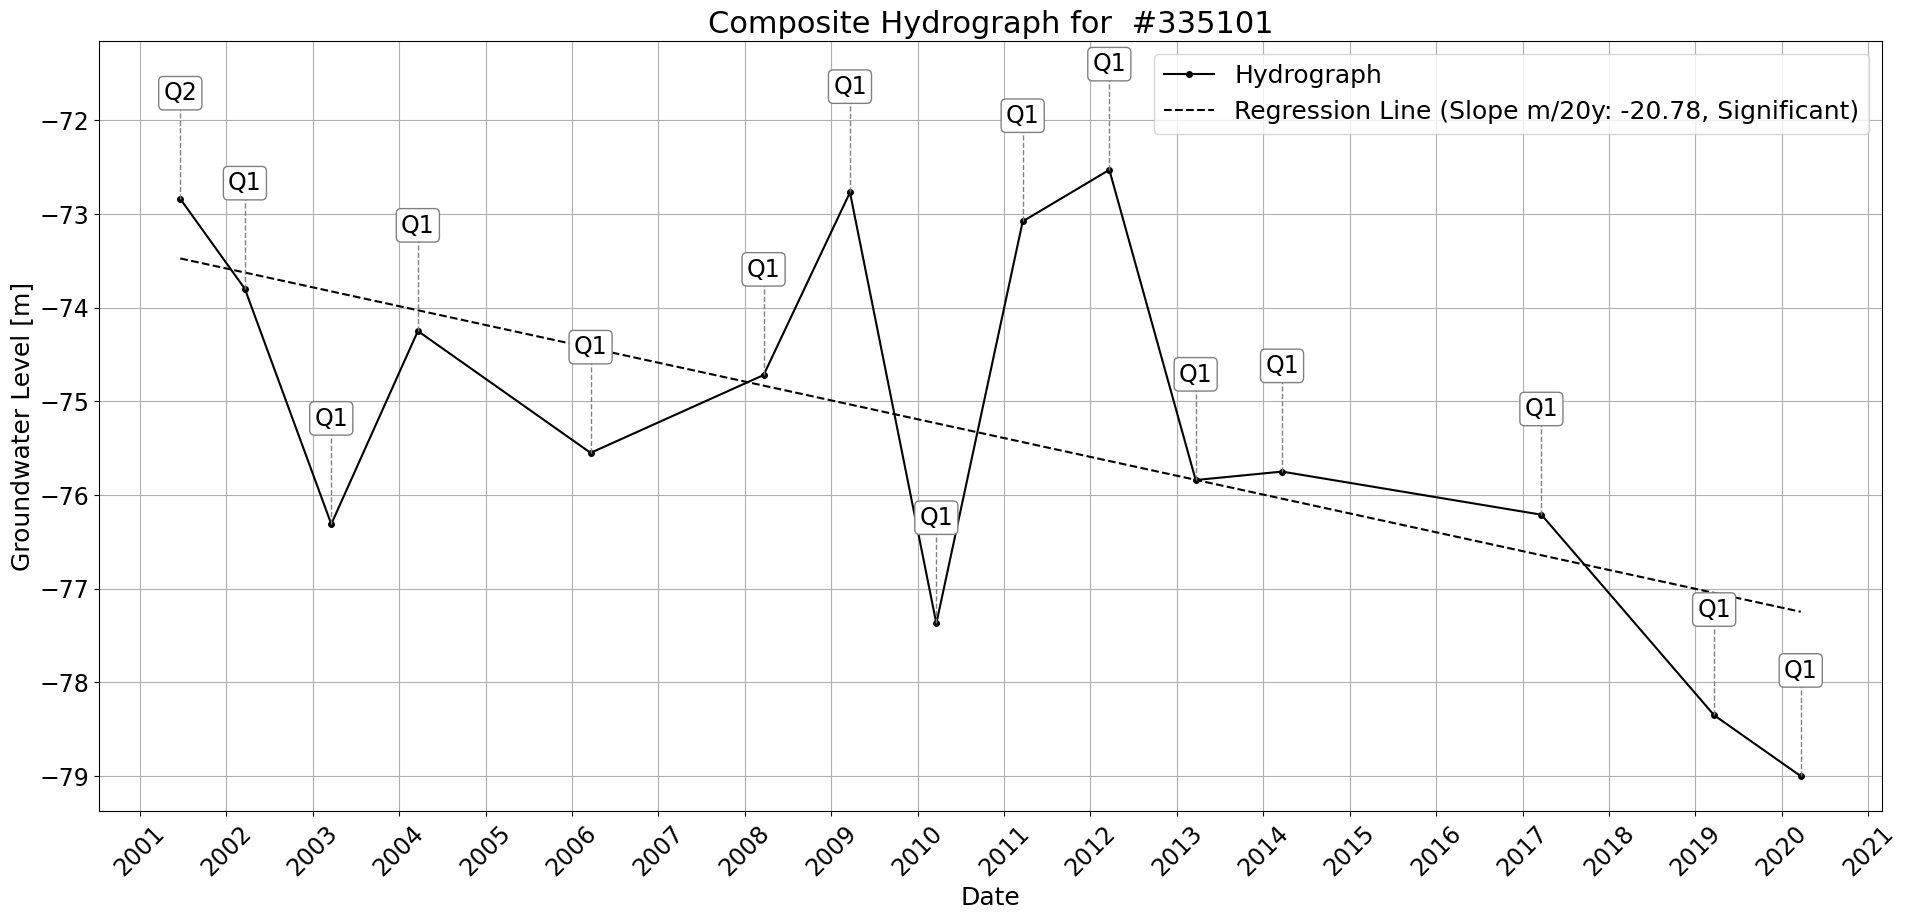 Composite Hydrograph for  #335101
Hydrograph
Regression Line (Slope m/20y: -20.78, Significant)
Q2
Q1
Q1
Q1
Q1
Q1
Q1
Q1
Q1
Q1
Q1
Q1
Q1
Q1
Q1
Groundwater Level [m]
−72
−73
−74
−75
−76
−77
−78
−79
2001
2002
2003
2004
2005
2006
2007
2008
2009
2010
2011
2012
2013
2014
2015
2016
2017
2018
2019
2020
2021
Date